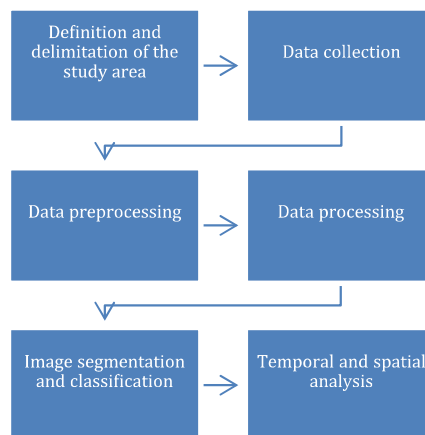 Definition and
delimitation of the
study area
Data collection
Data preprocessing
Data processing
Image segmentation
and classification
Temporal and spatial
analysis